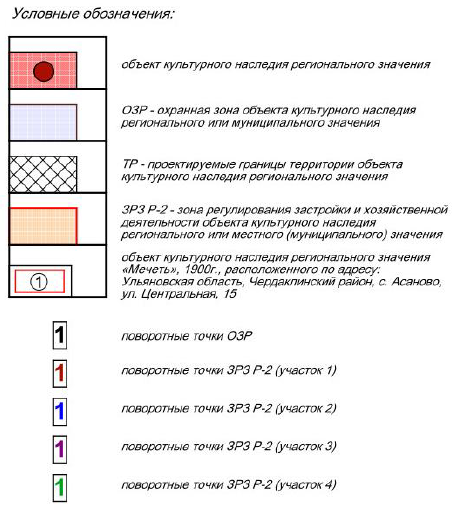 Условные обозначения:
объект культурного наследия регионального значения
ОЗР - охранная зона объекта культурного наследия
регионального или муниципального значения
ТР - проектируемые границы территории объекта
культурного наследия регионального значения
ЗРЗ Р-2 - зона регулирования застройки и хозяйственной
деятельности объекта культурного наследия
регионального или местного (муниципального) значения
1
объект культурного наследия регионального значения
«Мечеть», 1900г., расположенного по адресу:
Ульяновская область, Чердаклинский район, с. Асаново,
ул. Центральная, 15
1 поворотные точки ОЗР
1 поворотные точки ЗРЗ Р-2 (участок 1)
1 поворотные точки ЗРЗ Р-2 (участок 2)
1 поворотные точки ЗРЗ Р-2 (участок 3)
1 поворотные точки ЗРЗ Р-2 (участок 4)